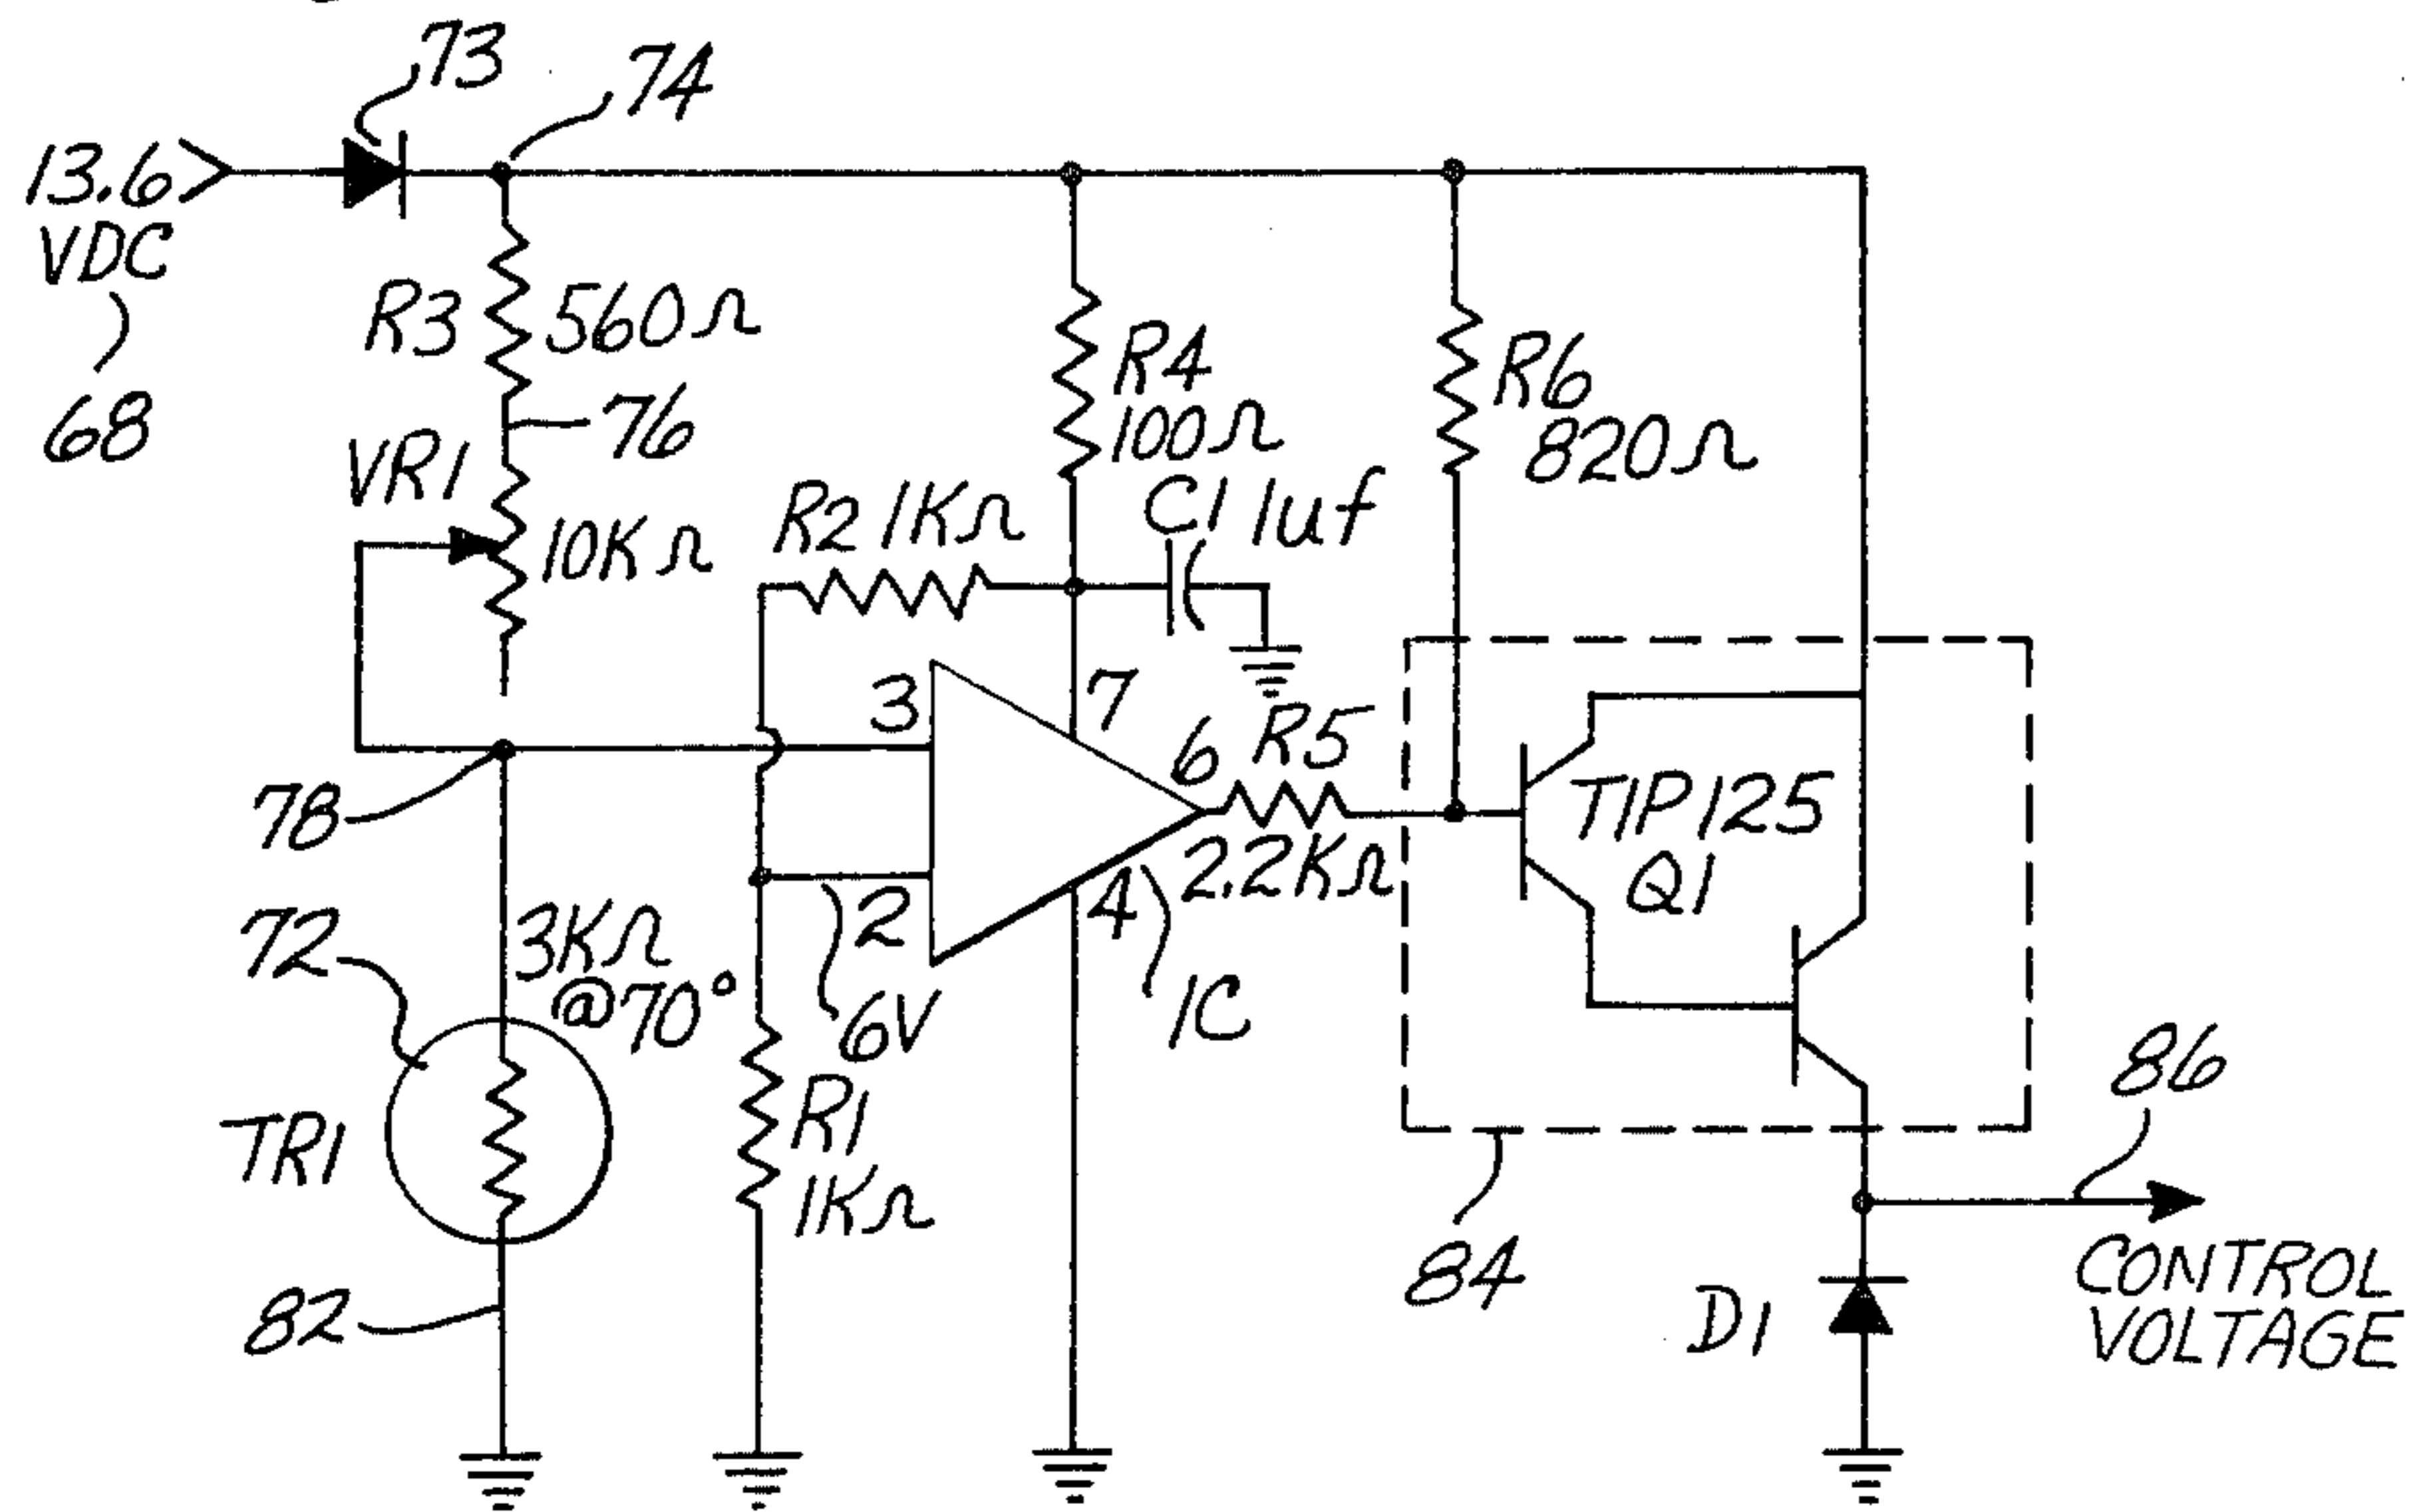 73
74
13.6
VDC
68
R3 560Ω
76
VR1
10KΩ
R4
100Ω
R6
820Ω
R2 1KΩ
C1 1uf
3
7
6
R5
2.2KΩ
78
TIP125
Q1
72
3KΩ
@70°
2
4
6V
1C
TR1
R1
1KΩ
86
82
84
D1
CONTROL
VOLTAGE